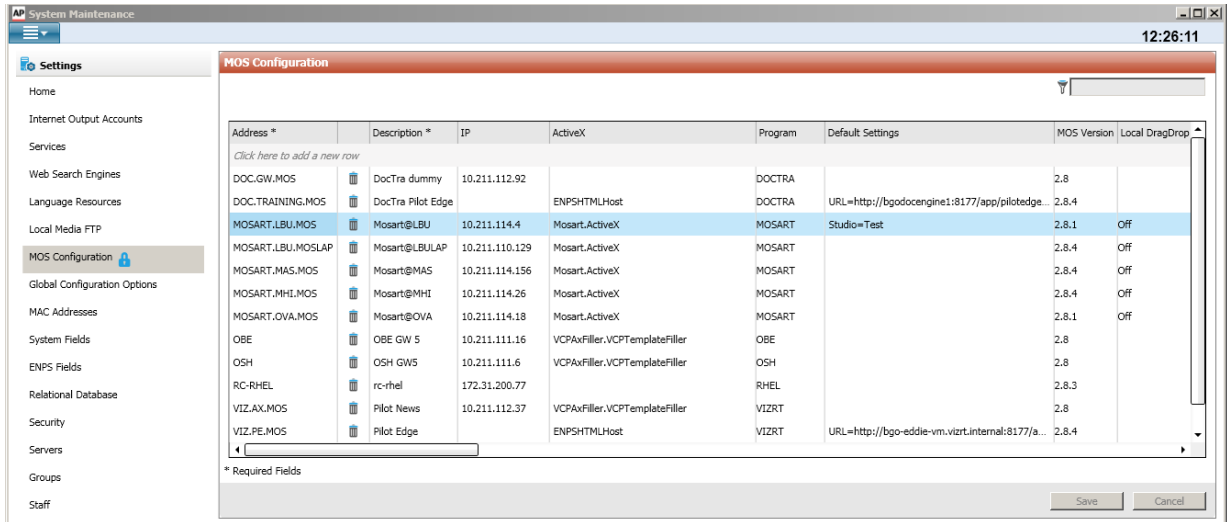 AP System Maintenance
12:26:11
Settings
Home
Internet Output Accounts
Services
Web Search Engines
Language Resources
Local Media FTP
MOS Configuration
Global Configuration Options
MAC Addresses
System Fields
ENPS Fields
Relational Database
Security
Servers
Groups
Staff
MOS Configuration
Address * Description * IP ActiveX Program Default Settings MOS Version Local DragDrop
Click here to add a new row
DOC.GW.MOS DocTra dummy 10.211.112.92 DOCTRA 2.8
DOC.TRAINING.MOS DocTra Pilot Edge ENPSHTMLHost DOCTRA URL=http://bgodocengine1:8177/app/pilotedge... 2.8.4
MOSART.LBU.MOS Mosart@LBU 10.211.114.4 Mosart.ActiveX MOSART Studio=Test 2.8.1 Off
MOSART.LBU.MOSLAP Mosart@LBULAP 10.211.110.129 Mosart.ActiveX MOSART 2.8.4 Off
MOSART.MAS.MOS Mosart@MAS 10.211.114.156 Mosart.ActiveX MOSART 2.8.4 Off
MOSART.MHI.MOS Mosart@MHI 10.211.114.26 Mosart.ActiveX MOSART 2.8.4 Off
MOSART.OVA.MOS Mosart@OVA 10.211.114.18 Mosart.ActiveX MOSART 2.8.1 Off
OBE OBE GW 5 10.211.111.16 VCPAxFiller.VCPTemplateFiller OBE 2.8
OSH OSH GW5 10.211.111.6 VCPAxFiller.VCPTemplateFiller OSH 2.8
RC-RHEL rc-rhel 172.31.200.77 RHEL 2.8.3
VIZ.AX.MOS Pilot News 10.211.112.37 VCPAxFiller.VCPTemplateFiller VIZRT 2.8
VIZ.PE.MOS Pilot Edge ENPSHTMLHost VIZRT URL=http://bgo-eddie-vm.vizrt.internal:8177/a... 2.8.4
* Required Fields
Save Cancel